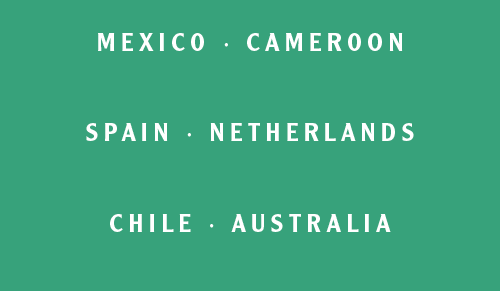 MEXICO · CAMEROON
SPAIN · NETHERLANDS
CHILE · AUSTRALIA